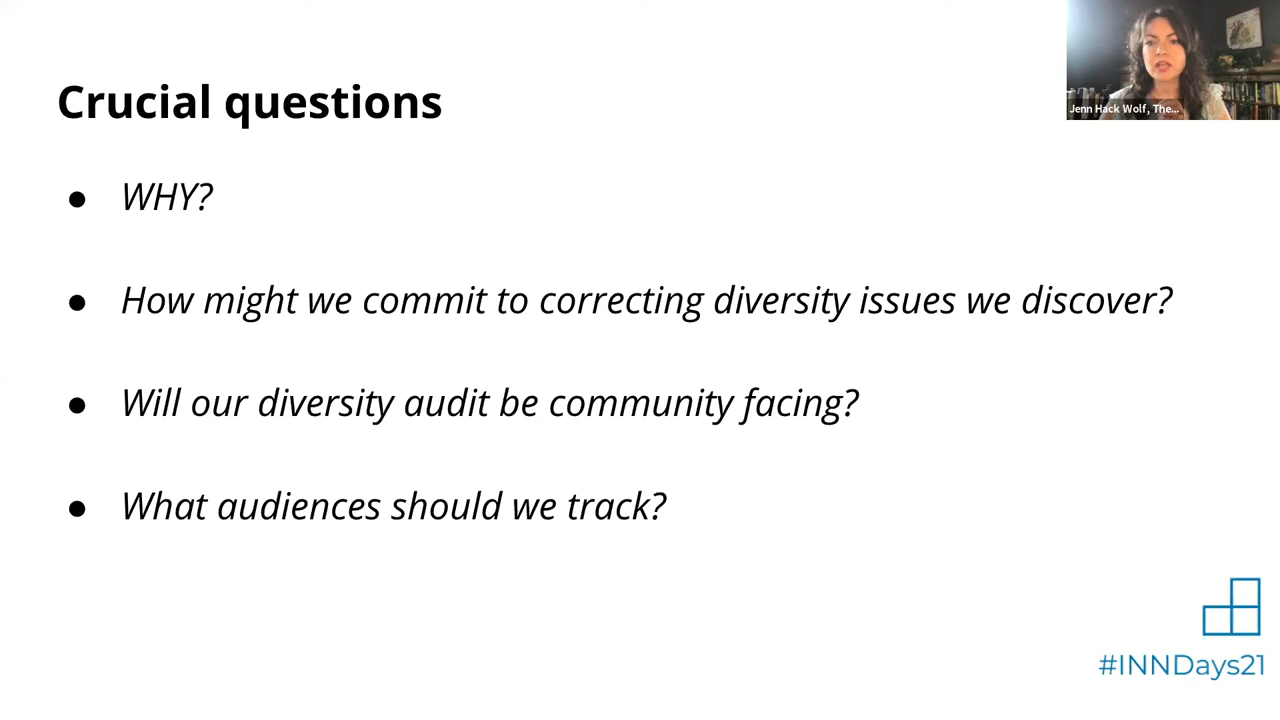 Crucial questions
Jenn Hack Wolf, The...
● WHY?
● How might we commit to correcting diversity issues we discover?
● Will our diversity audit be community facing?
● What audiences should we track?
#INNDays21